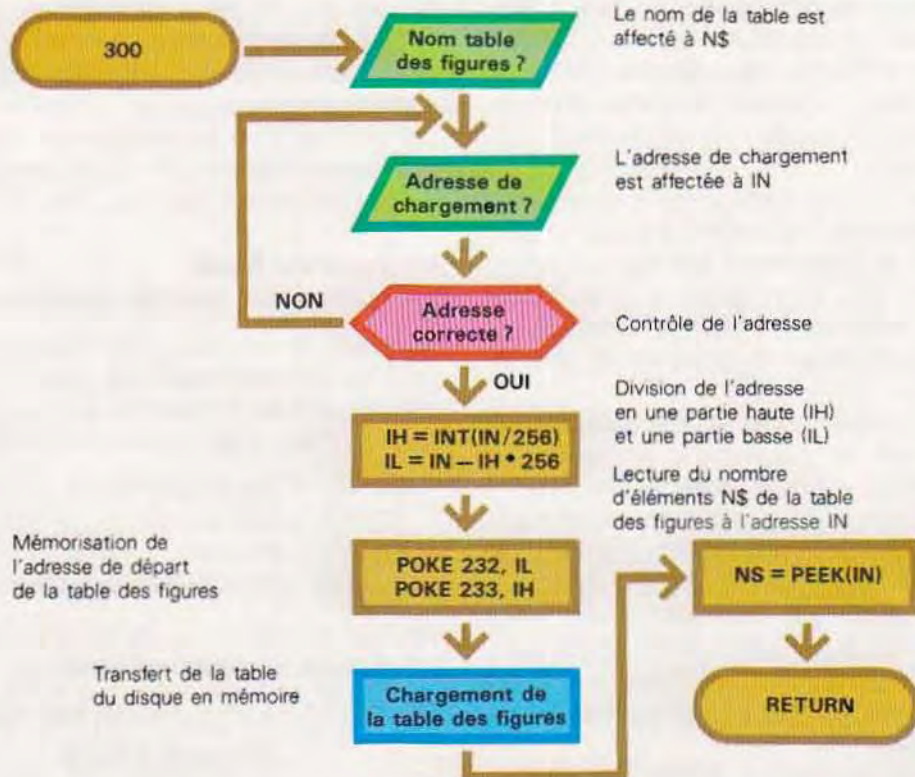 300
Nom table
des figures ?
Le nom de la table est
affecté à N$
Adresse de
chargement ?
L'adresse de chargement
est affectée à IN
NON
Adresse
correcte ?
Contrôle de l'adresse
OUI
IH = INT(IN/256)
IL = IN — IH * 256
Division de l'adresse
en une partie haute (IH)
et une partie basse (IL)
Lecture du nombre
d'éléments N$ de la table
des figures à l'adresse IN
Mémorisation de
l'adresse de départ
de la table des figures
POKE 232, IL
POKE 233, IH
NS = PEEK(IN)
Transfert de la table
du disque en mémoire
Chargement de
la table des figures
RETURN